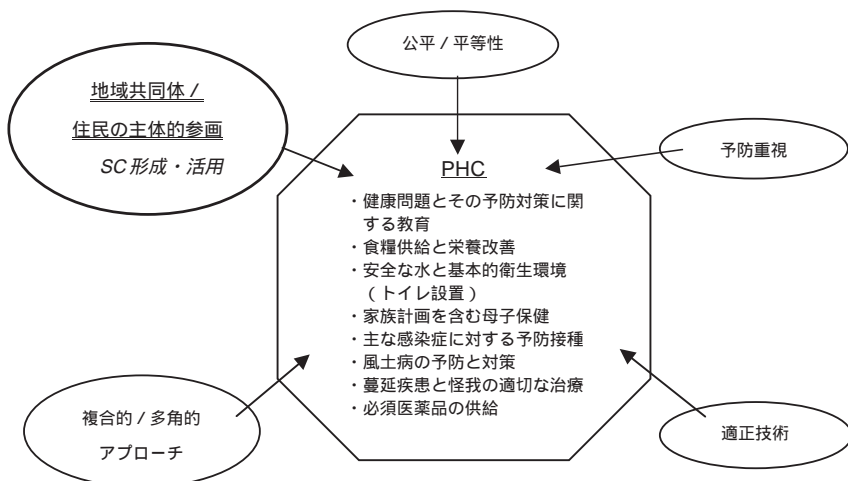 公平 / 平等性
地域共同体 /
住民の主体的参画
SC形成・活用
予防重視
PHC
・健康問題とその予防対策に関
する教育
・食糧供給と栄養改善
・安全な水と基本的衛生環境
（トイレ設置）
・家族計画を含む母子保健
・主な感染症に対する予防接種
・風土病の予防と対策
・蔓延疾患と怪我の適切な治療
・必須医薬品の供給
複合的 / 多角的
アプローチ
適正技術